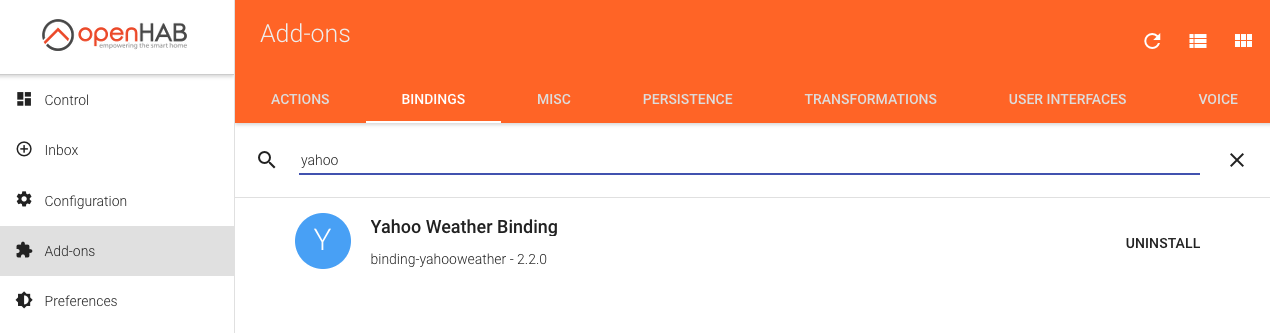 openHAB
empowering the smart home
Add-ons
ACTIONS BINDINGS MISC PERSISTENCE TRANSFORMATIONS USER INTERFACES VOICE
Control
Inbox
Configuration
Add-ons
Preferences
yahoo
Y
Yahoo Weather Binding
binding-yahooweather - 2.2.0
UNINSTALL